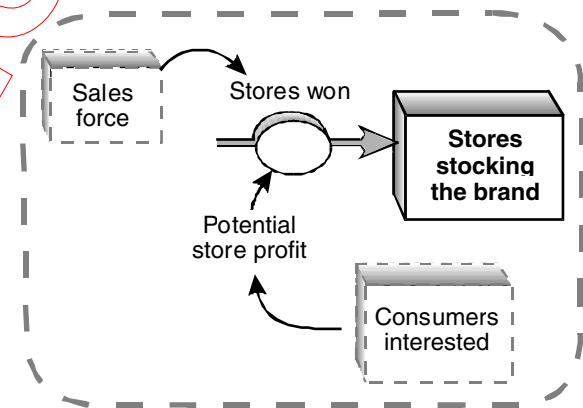 Sales
force
Stores won
Stores
stocking
the brand
Potential
store profit
Consumers
interested